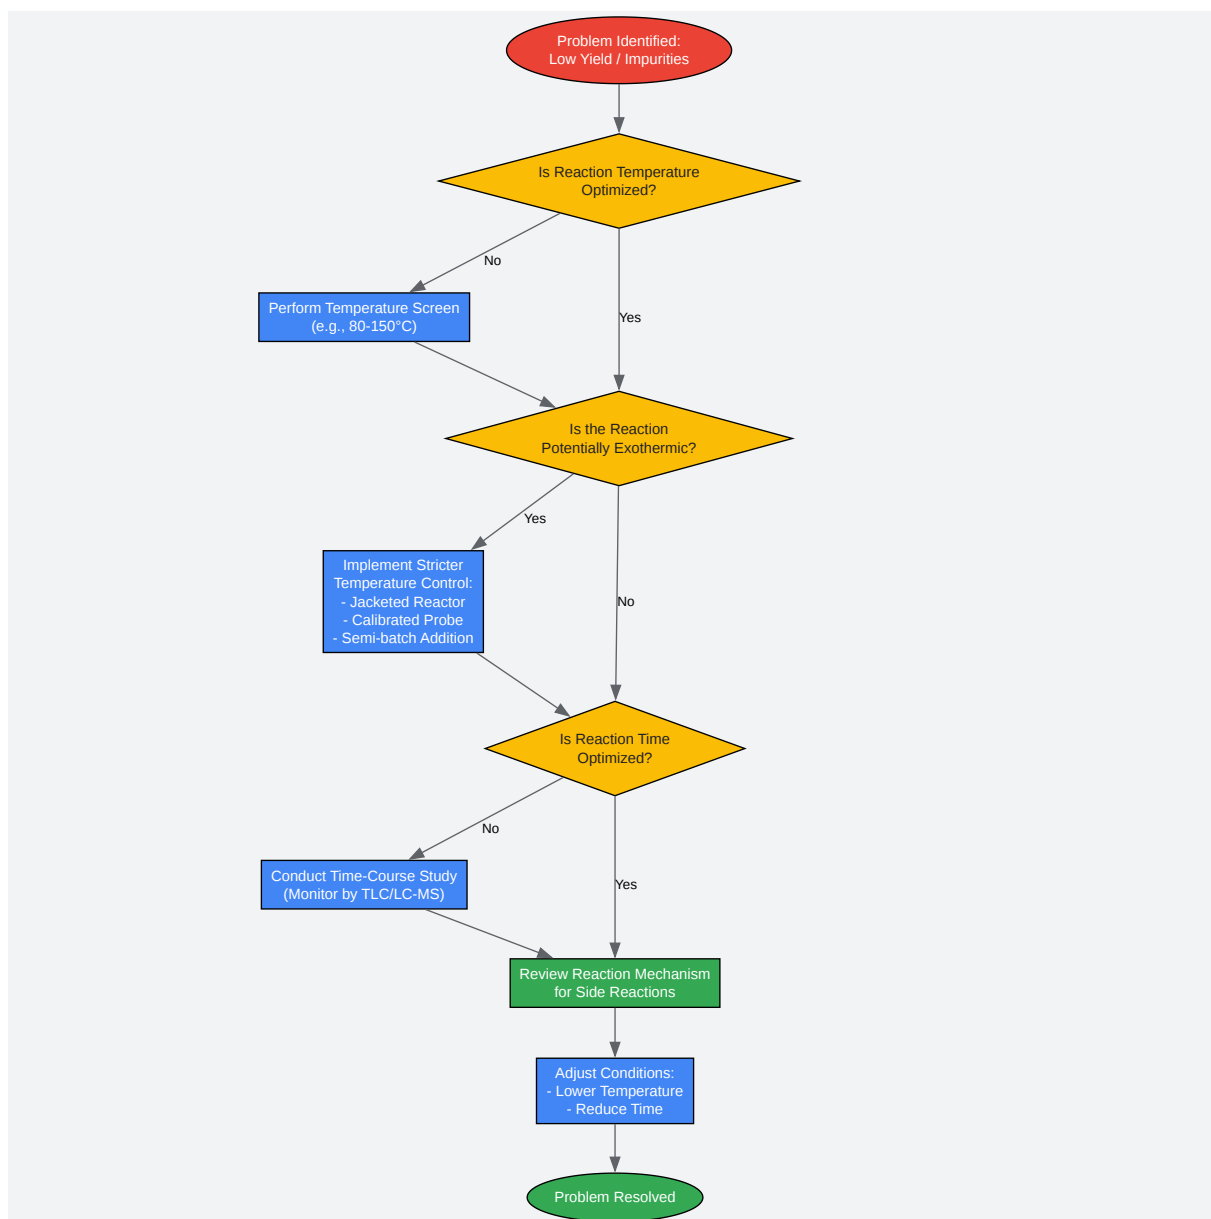 Problem Identified:
Low Yield / Impurities
Is Reaction Temperature
Optimized?
No
Yes
Perform Temperature Screen
(e.g., 80-150°C)
Is the Reaction
Potentially Exothermic?
Yes
No
Implement Stricter
Temperature Control:
- Jacketed Reactor
- Calibrated Probe
- Semi-batch Addition
Is Reaction Time
Optimized?
No
Yes
Conduct Time-Course Study
(Monitor by TLC/LC-MS)
Review Reaction Mechanism
for Side Reactions
Adjust Conditions:
- Lower Temperature
- Reduce Time
Problem Resolved